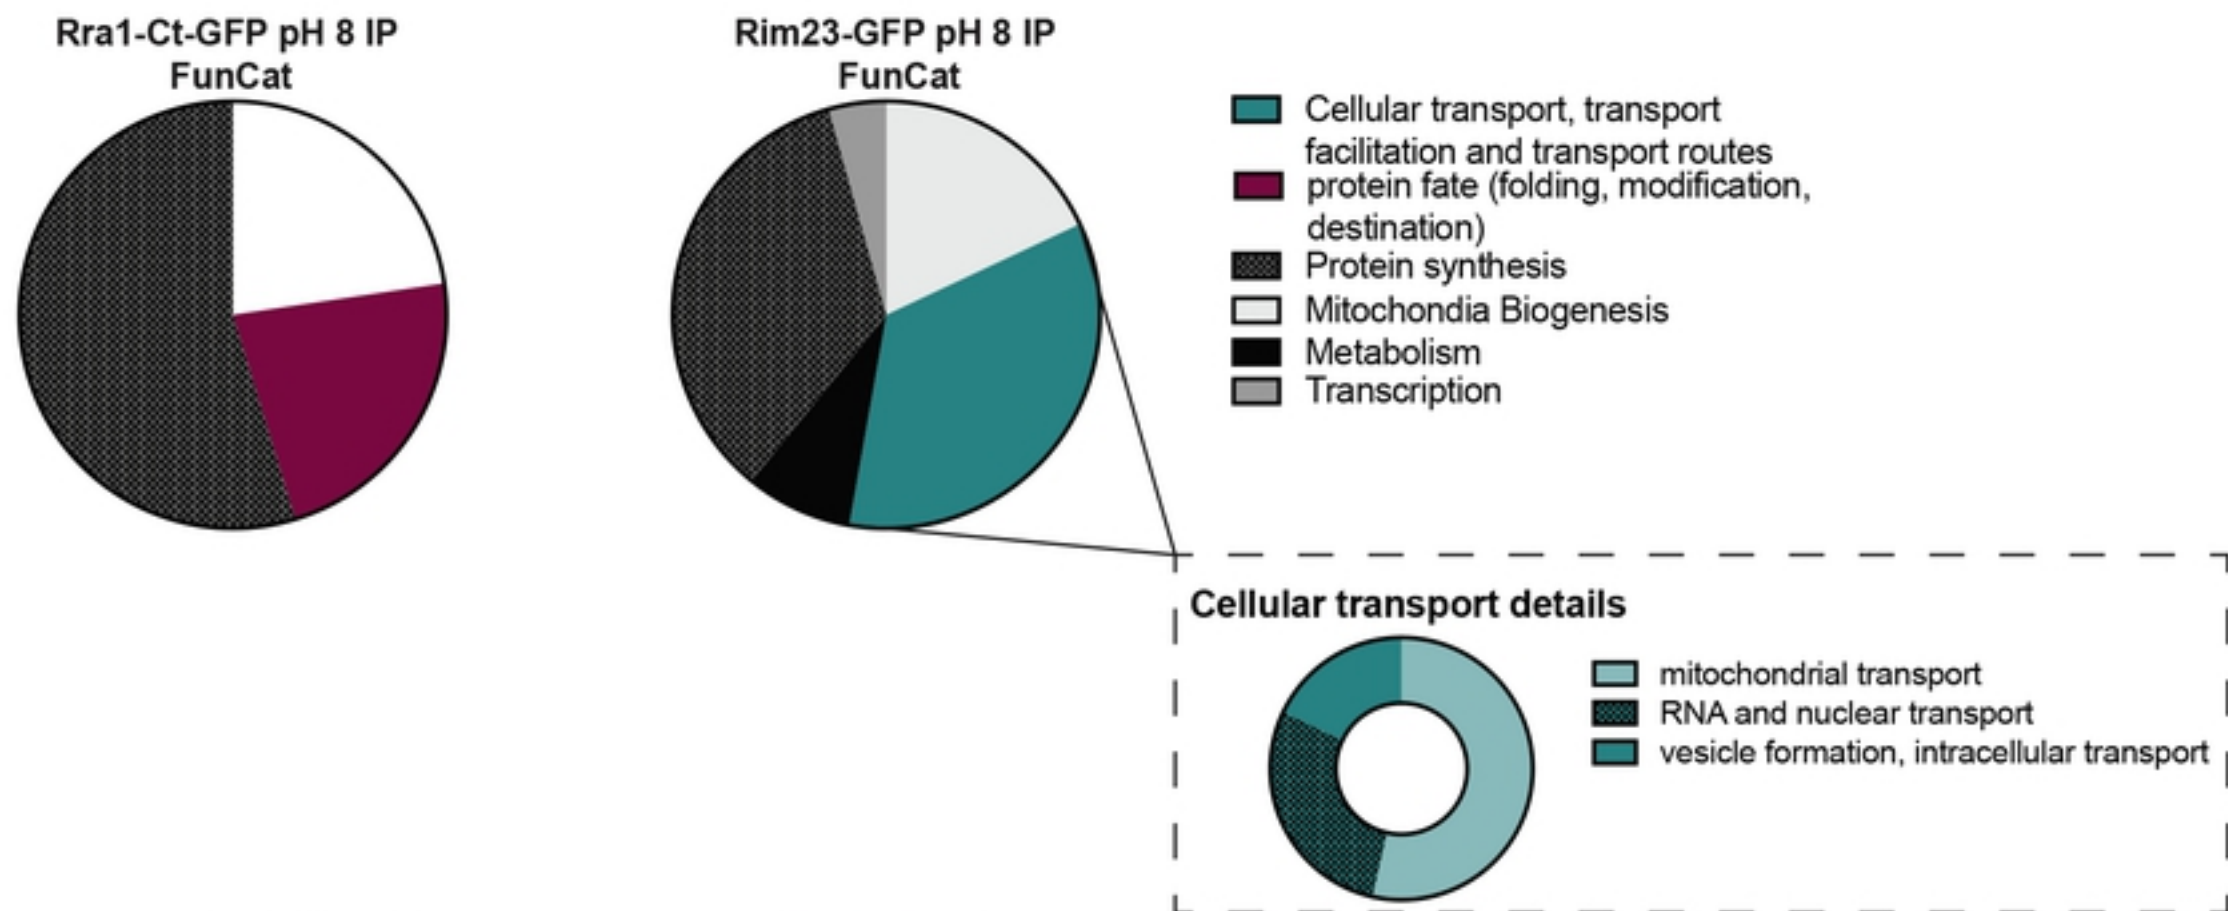 Rra1-Ct-GFP pH 8 IP
FunCat
Rim23-GFP pH 8 IP
FunCat
Cellular transport, transport
facilitation and transport routes
protein fate (folding, modification,
destination)
Protein synthesis
Mitochondia Biogenesis
Metabolism
Transcription
Cellular transport details
mitochondrial transport
RNA and nuclear transport
vesicle formation, intracellular transport